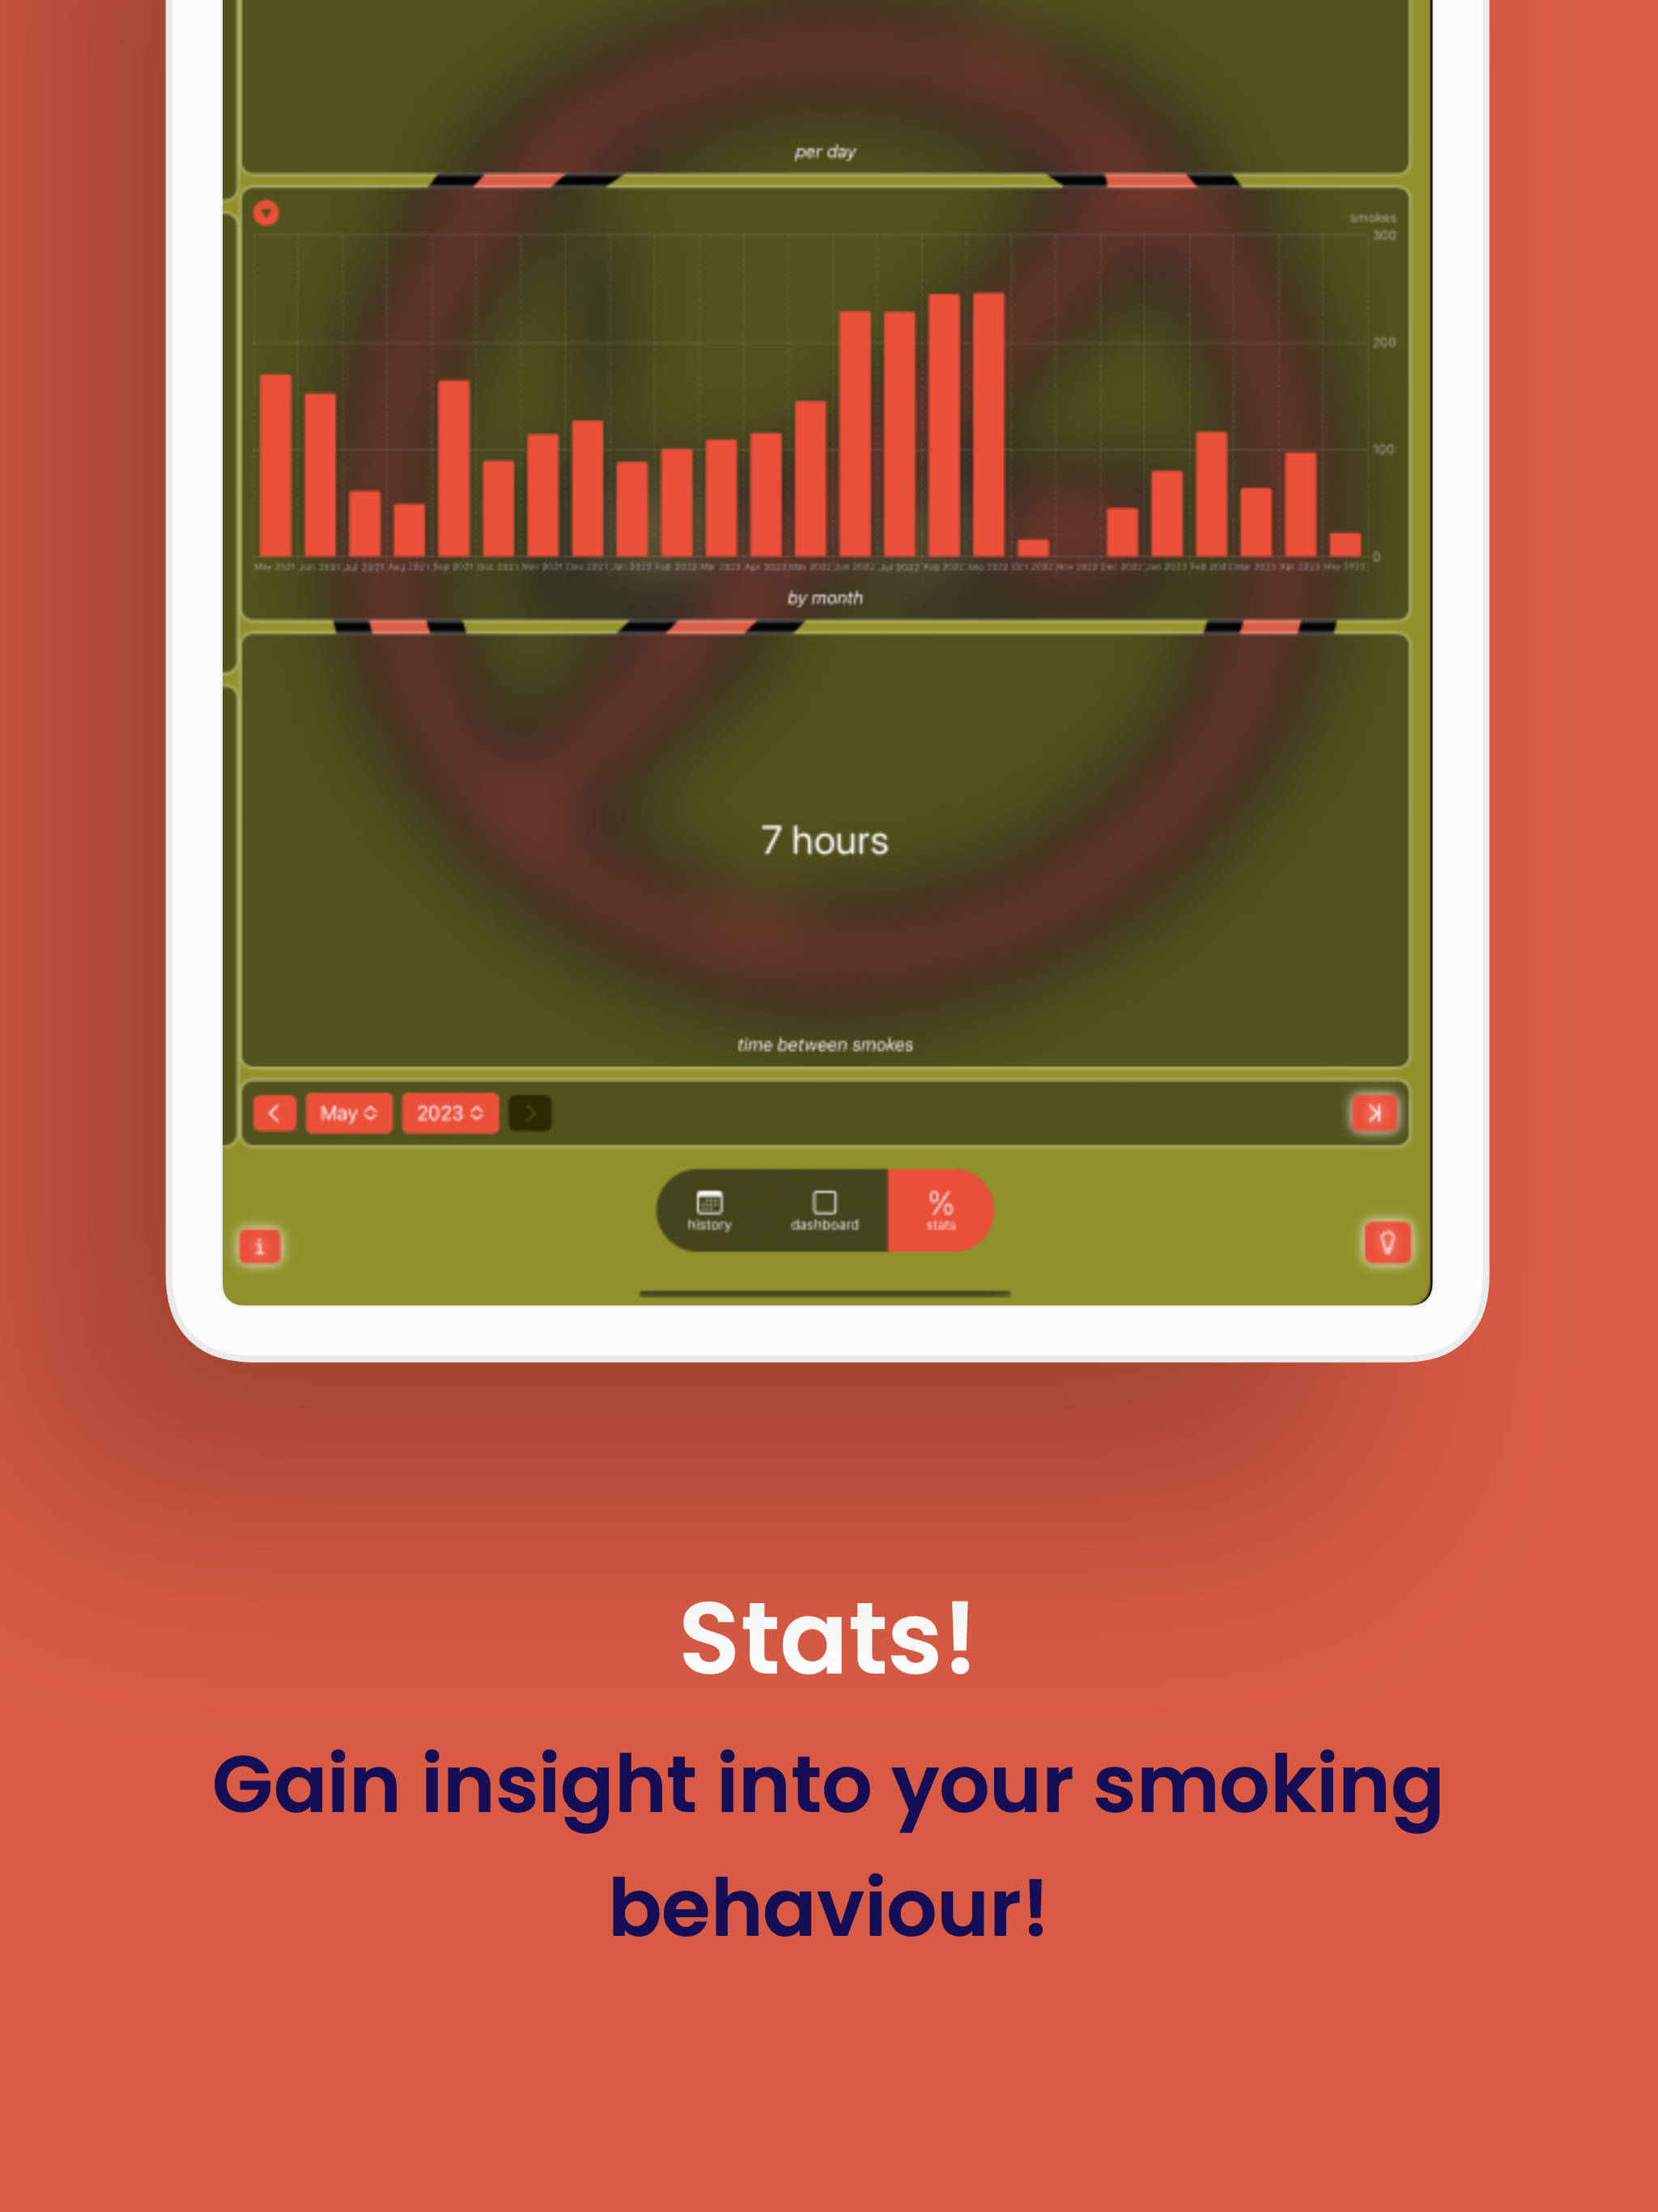 per day
smokes
300
200
100
0
May 2021 Jun 2021 Jul 2021 Aug 2021 Sep 2021 Oct 2021 Nov 2021 Dec 2021 Jan 2022 Feb 2022 Mar 2022 Apr 2022 May 2022 Jun 2022 Jul 2022 Aug 2022 Sep 2022 Oct 2022 Nov 2022 Dec 2022 Jan 2023 Feb 2023 Mar 2023 Apr 2023 May 2023
by month
7 hours
time between smokes
May 2023
history dashboard % stats
i
Stats!
Gain insight into your smoking
behaviour!